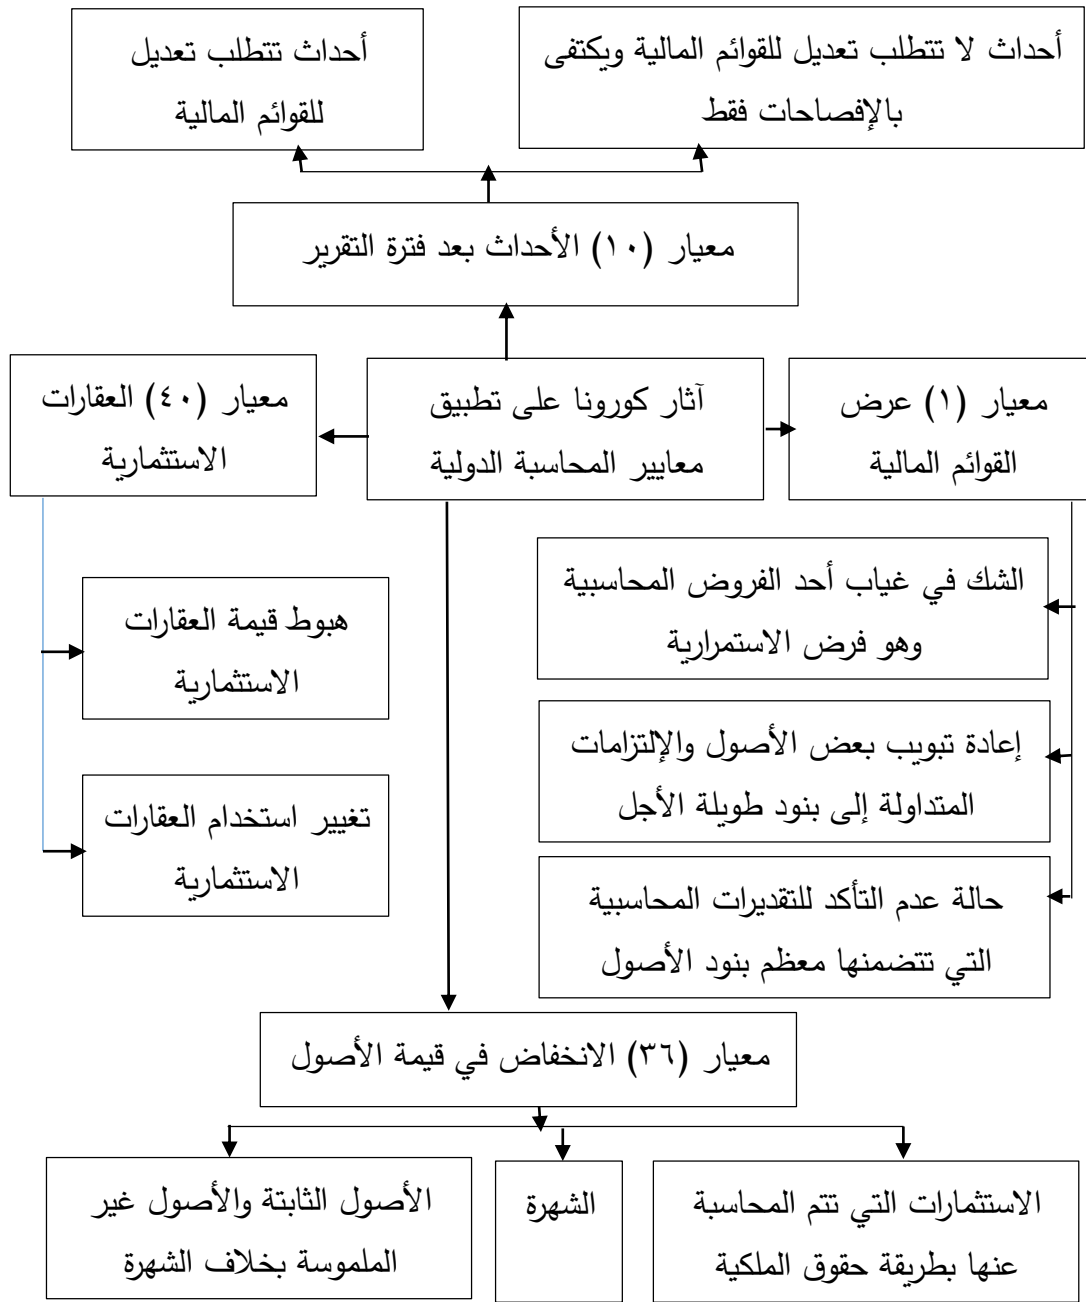 أحداث لا تتطلب تعديل للقوائم المالية ويكتفى
بالإفصاحات فقط
أحداث تتطلب تعديل
للقوائم المالية
معيار (١٠) الأحداث بعد فترة التقرير
معيار (١) عرض
القوائم المالية
آثار كورونا على تطبيق
معايير المحاسبة الدولية
معيار (٤٠) العقارات
الاستثمارية
الشك في غياب أحد الفروض المحاسبية
وهو فرض الاستمرارية
إعادة تبويب بعض الأصول والإلتزامات
المتداولة إلى بنود طويلة الأجل
حالة عدم التأكد للتقديرات المحاسبية
التي تتضمنها معظم بنود الأصول
هبوط قيمة العقارات
الاستثمارية
تغيير استخدام العقارات
الاستثمارية
معيار (٣٦) الانخفاض في قيمة الأصول
الاستثمارات التي تتم المحاسبة
عنها بطريقة حقوق الملكية
الشهرة
الأصول الثابتة والأصول غير
الملموسة بخلاف الشهرة